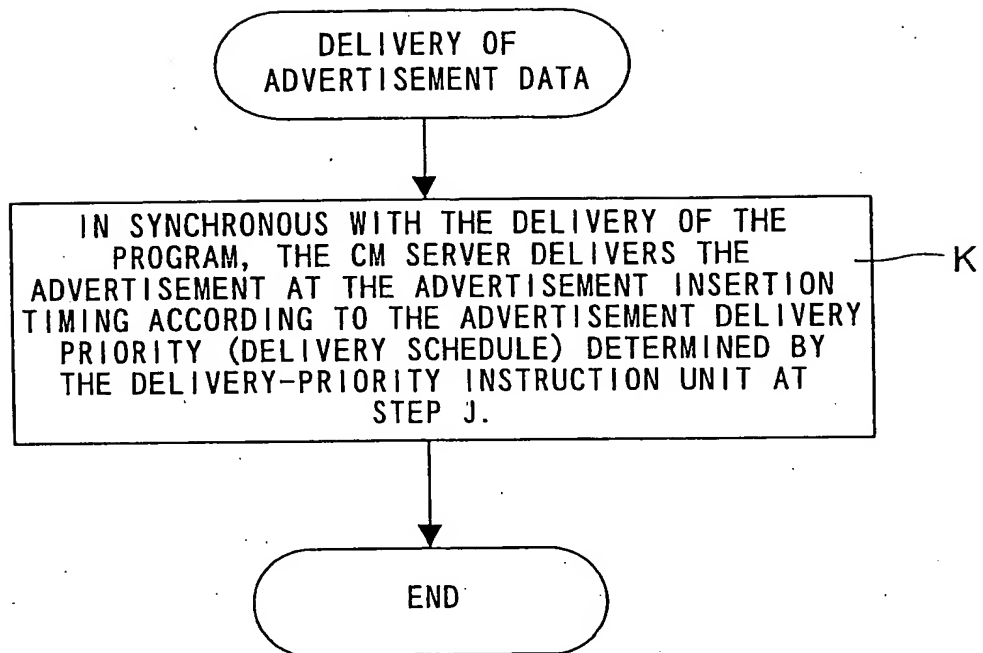 DELIVERY OF
ADVERTISEMENT DATA
IN SYNCHRONOUS WITH THE DELIVERY OF THE
PROGRAM, THE CM SERVER DELIVERS THE
ADVERTISEMENT AT THE ADVERTISEMENT INSERTION
TIMING ACCORDING TO THE ADVERTISEMENT DELIVERY
PRIORITY (DELIVERY SCHEDULE) DETERMINED BY
THE DELIVERY-PRIORITY INSTRUCTION UNIT AT
STEP J.
K
END